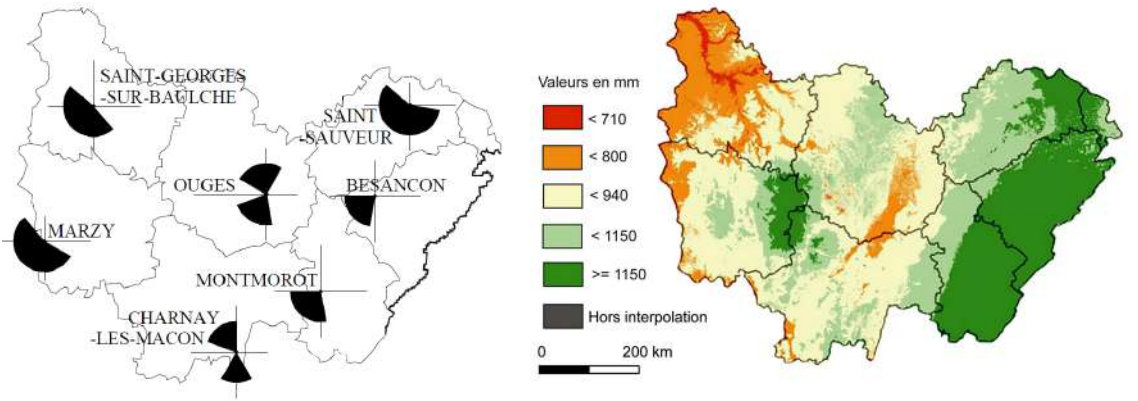 SAINT-GEORGES
-SUR-BAULCHE
SAINT
-SAUVEUR
OUGES
BESANCON
MARZY
MONTMOROT
CHARNAY
-LES-MACON
Valeurs en mm
< 710
< 800
< 940
< 1150
>= 1150
Hors interpolation
0 200 km